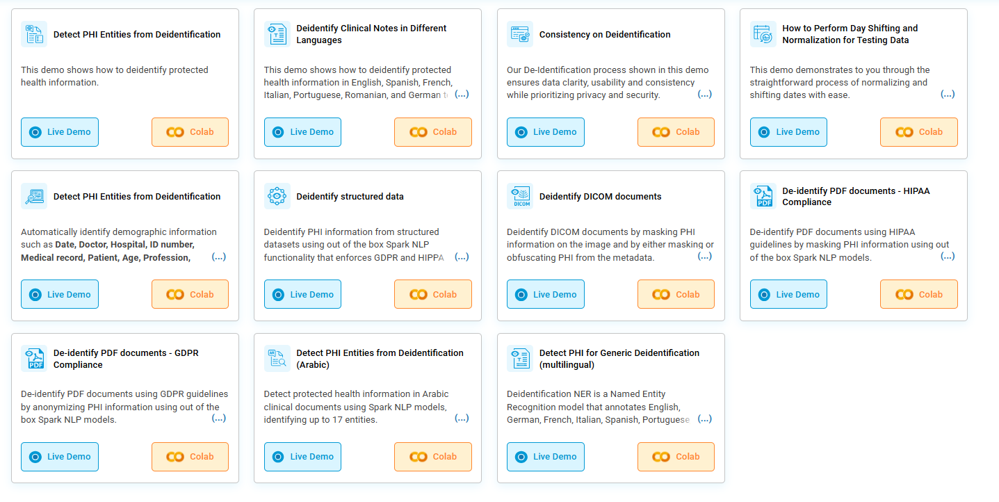 Detect PHI Entities from Deidentification
This demo shows how to deidentify protected
health information.
Live Demo
Colab
Deidentify Clinical Notes in Different
Languages
This demo shows how to deidentify protected
health information in English, Spanish, French,
Italian, Portuguese, Romanian, and German
(...)
Live Demo
Colab
Consistency on Deidentification
Our De-Identification process shown in this demo
ensures data clarity, usability and consistency
while prioritizing privacy and security.
(...)
Live Demo
Colab
How to Perform Day Shifting and
Normalization for Testing Data
This demo demonstrates to you through the
straightforward process of normalizing and
shifting dates with ease.
(...)
Live Demo
Colab
Detect PHI Entities from Deidentification
Automatically identify demographic information
such as Date, Doctor, Hospital, ID number,
Medical record, Patient, Age, Profession,
(...)
Live Demo
Colab
Deidentify structured data
Deidentify PHI information from structured
datasets using out of the box Spark NLP
functionality that enforces GDPR and HIPPA
(...)
Live Demo
Colab
DICOM
Deidentify DICOM documents
Deidentify DICOM documents by masking PHI
information on the image and by either masking or
obfuscating PHI from the metadata.
(...)
Live Demo
Colab
PDF
De-identify PDF documents - HIPAA
Compliance
De-identify PDF documents using HIPAA
guidelines by masking PHI information using out
of the box Spark NLP models.
(...)
Live Demo
Colab
PDF
De-identify PDF documents - GDPR
Compliance
De-identify PDF documents using GDPR guidelines
by anonymizing PHI information using out of the
box Spark NLP models.
(...)
Live Demo
Colab
Detect PHI Entities from Deidentification
(Arabic)
Detect protected health information in Arabic
clinical documents using Spark NLP models,
identifying up to 17 entities.
(...)
Live Demo
Colab
Detect PHI for Generic Deidentification
(multilingual)
Deidentification NER is a Named Entity
Recognition model that annotates English,
German, French, Italian, Spanish, Portuguese
(...)
Live Demo
Colab